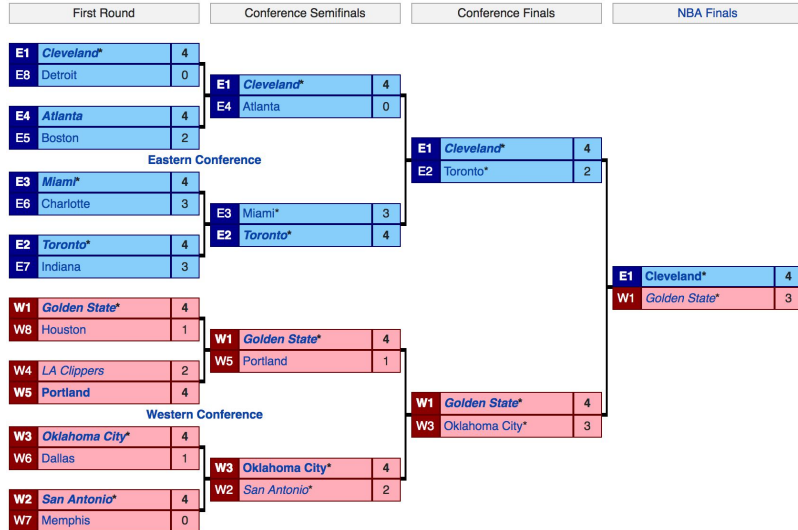 First Round Conference Semifinals Conference Finals NBA Finals
E1 Cleveland* 4
E8 Detroit 0
E4 Atlanta 4
E5 Boston 2
Eastern Conference
E3 Miami* 4
E6 Charlotte 3
E2 Toronto* 4
E7 Indiana 3
W1 Golden State* 4
W8 Houston 1
W4 LA Clippers 2
W5 Portland 4
Western Conference
W3 Oklahoma City* 4
W6 Dallas 1
W2 San Antonio* 4
W7 Memphis 0
E1 Cleveland* 4
E4 Atlanta 0
E3 Miami* 3
E2 Toronto* 4
W1 Golden State* 4
W5 Portland 1
W3 Oklahoma City* 4
W2 San Antonio* 2
E1 Cleveland* 4
E2 Toronto* 2
W1 Golden State* 4
W3 Oklahoma City* 3
E1 Cleveland* 4
W1 Golden State* 3